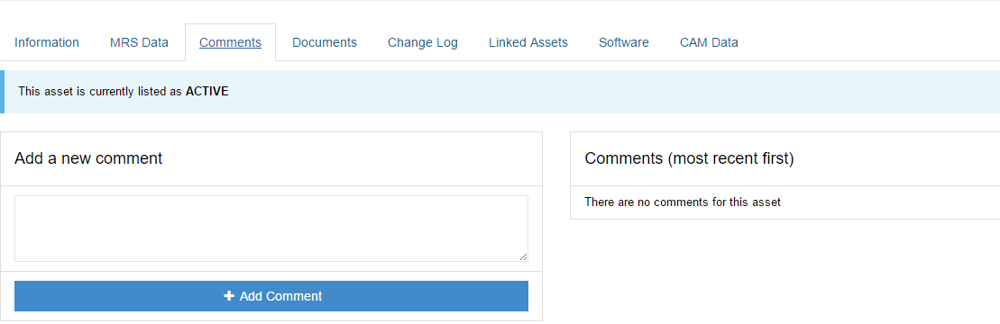 Information MRS Data Comments Documents Change Log Linked Assets Software CAM Data
This asset is currently listed as ACTIVE
Add a new comment
Add Comment
Comments (most recent first)
There are no comments for this asset